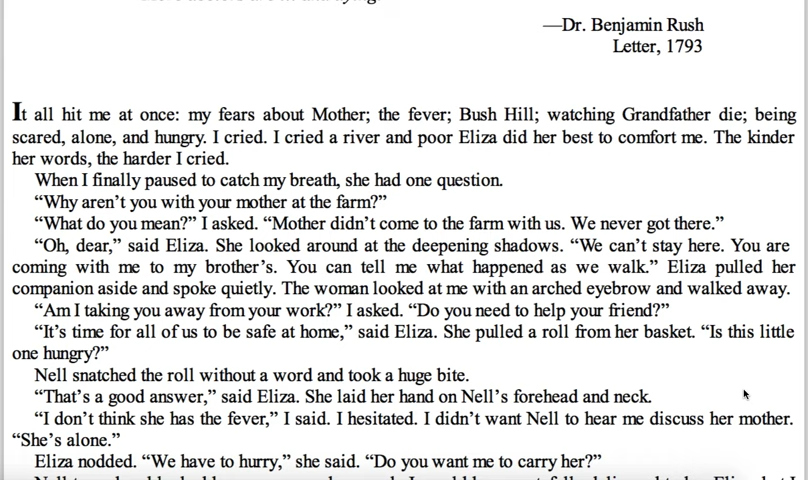 —Dr. Benjamin Rush
Letter, 1793
It all hit me at once: my fears about Mother; the fever; Bush Hill; watching Grandfather die; being
scared, alone, and hungry. I cried. I cried a river and poor Eliza did her best to comfort me. The kinder
her words, the harder I cried.
When I finally paused to catch my breath, she had one question.
“Why aren’t you with your mother at the farm?”
“What do you mean?” I asked. “Mother didn’t come to the farm with us. We never got there.”
“Oh, dear,” said Eliza. She looked around at the deepening shadows. “We can’t stay here. You are
coming with me to my brother’s. You can tell me what happened as we walk.” Eliza pulled her
companion aside and spoke quietly. The woman looked at me with an arched eyebrow and walked away.
“Am I taking you away from your work?” I asked. “Do you need to help your friend?”
“It’s time for all of us to be safe at home,” said Eliza. She pulled a roll from her basket. “Is this little
one hungry?”
Nell snatched the roll without a word and took a huge bite.
“That’s a good answer,” said Eliza. She laid her hand on Nell’s forehead and neck.
“I don’t think she has the fever,” I said. I hesitated. I didn’t want Nell to hear me discuss her mother.
“She’s alone.”
Eliza nodded. “We have to hurry,” she said. “Do you want me to carry her?”